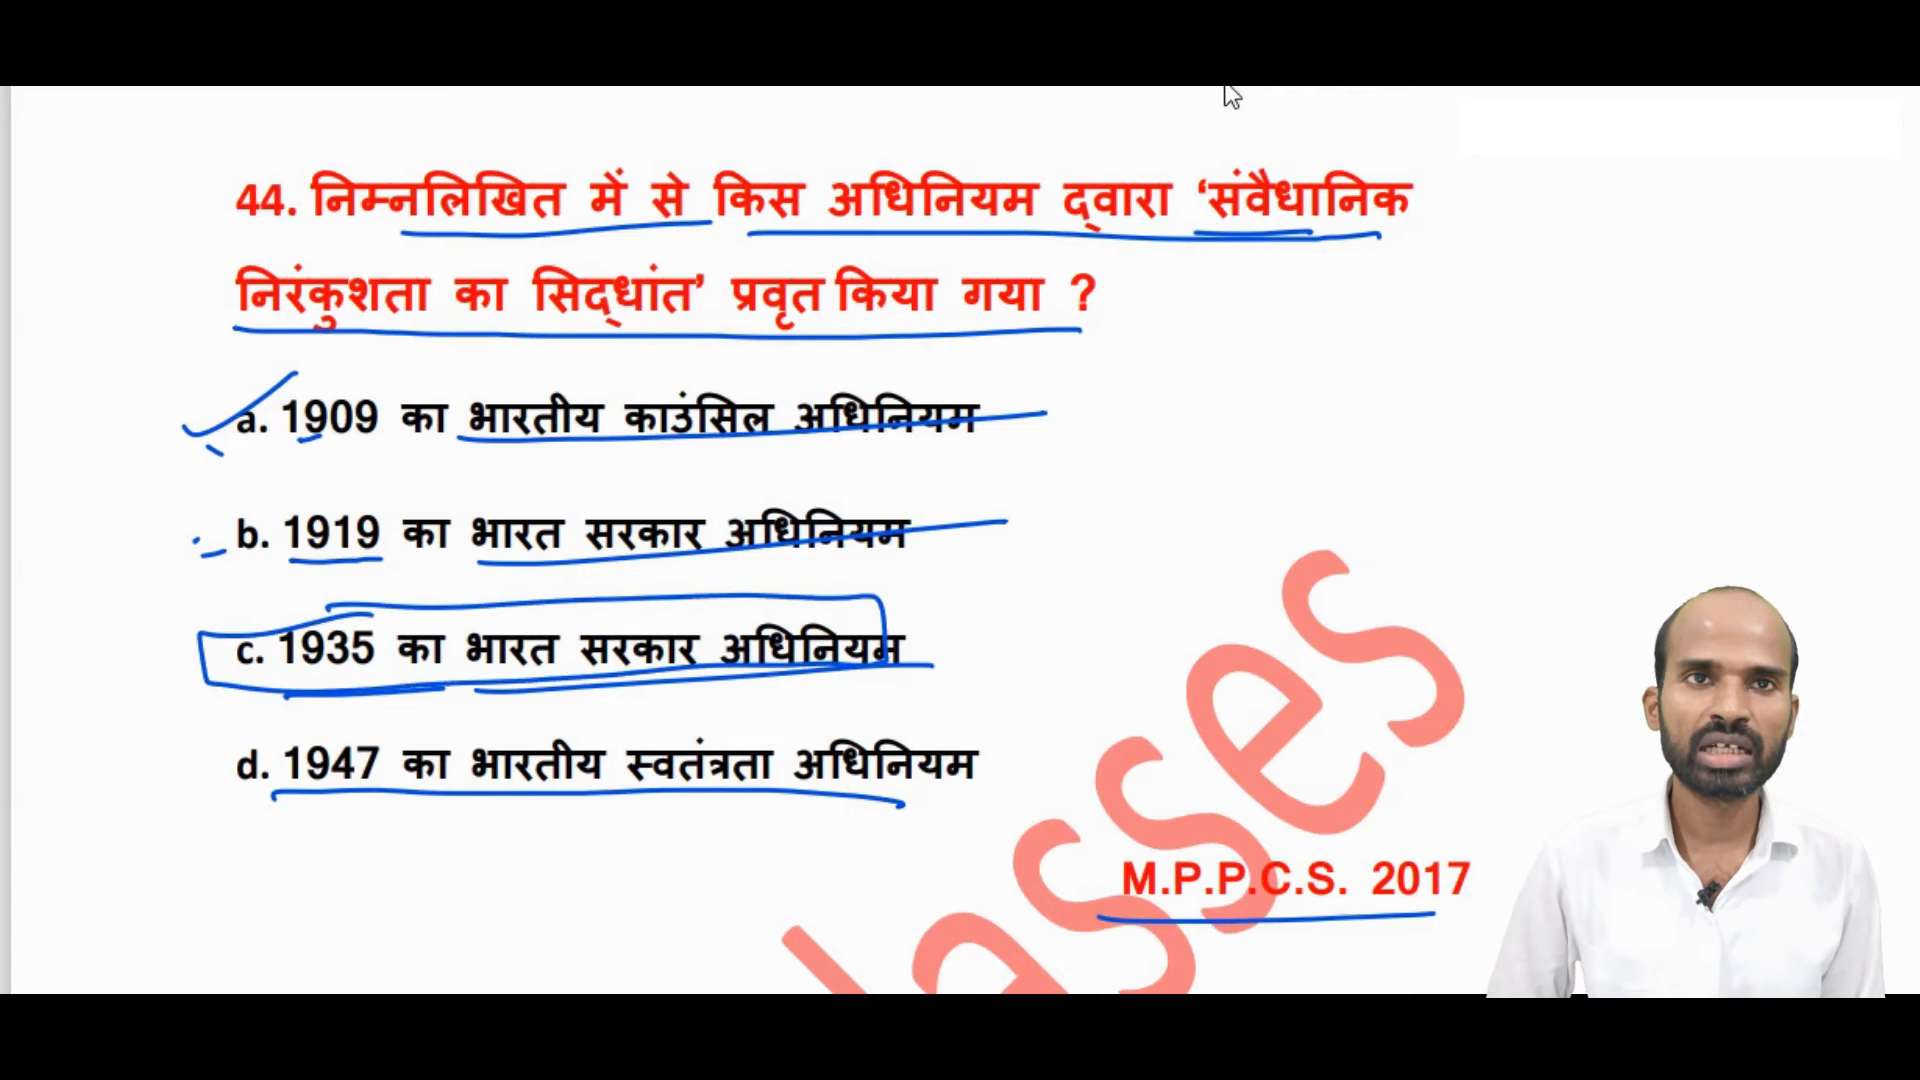 44. निम्नलिखित में से किस अधिनियम द्वारा ‘संवैधानिक
निरंकुशता का सिद्धांत’ प्रवृत किया गया ?
a. 1909 का भारतीय काउंसिल अधिनियम
b. 1919 का भारत सरकार अधिनियम
c. 1935 का भारत सरकार अधिनियम
d. 1947 का भारतीय स्वतंत्रता अधिनियम
M.P.P.C.S. 2017
lasses